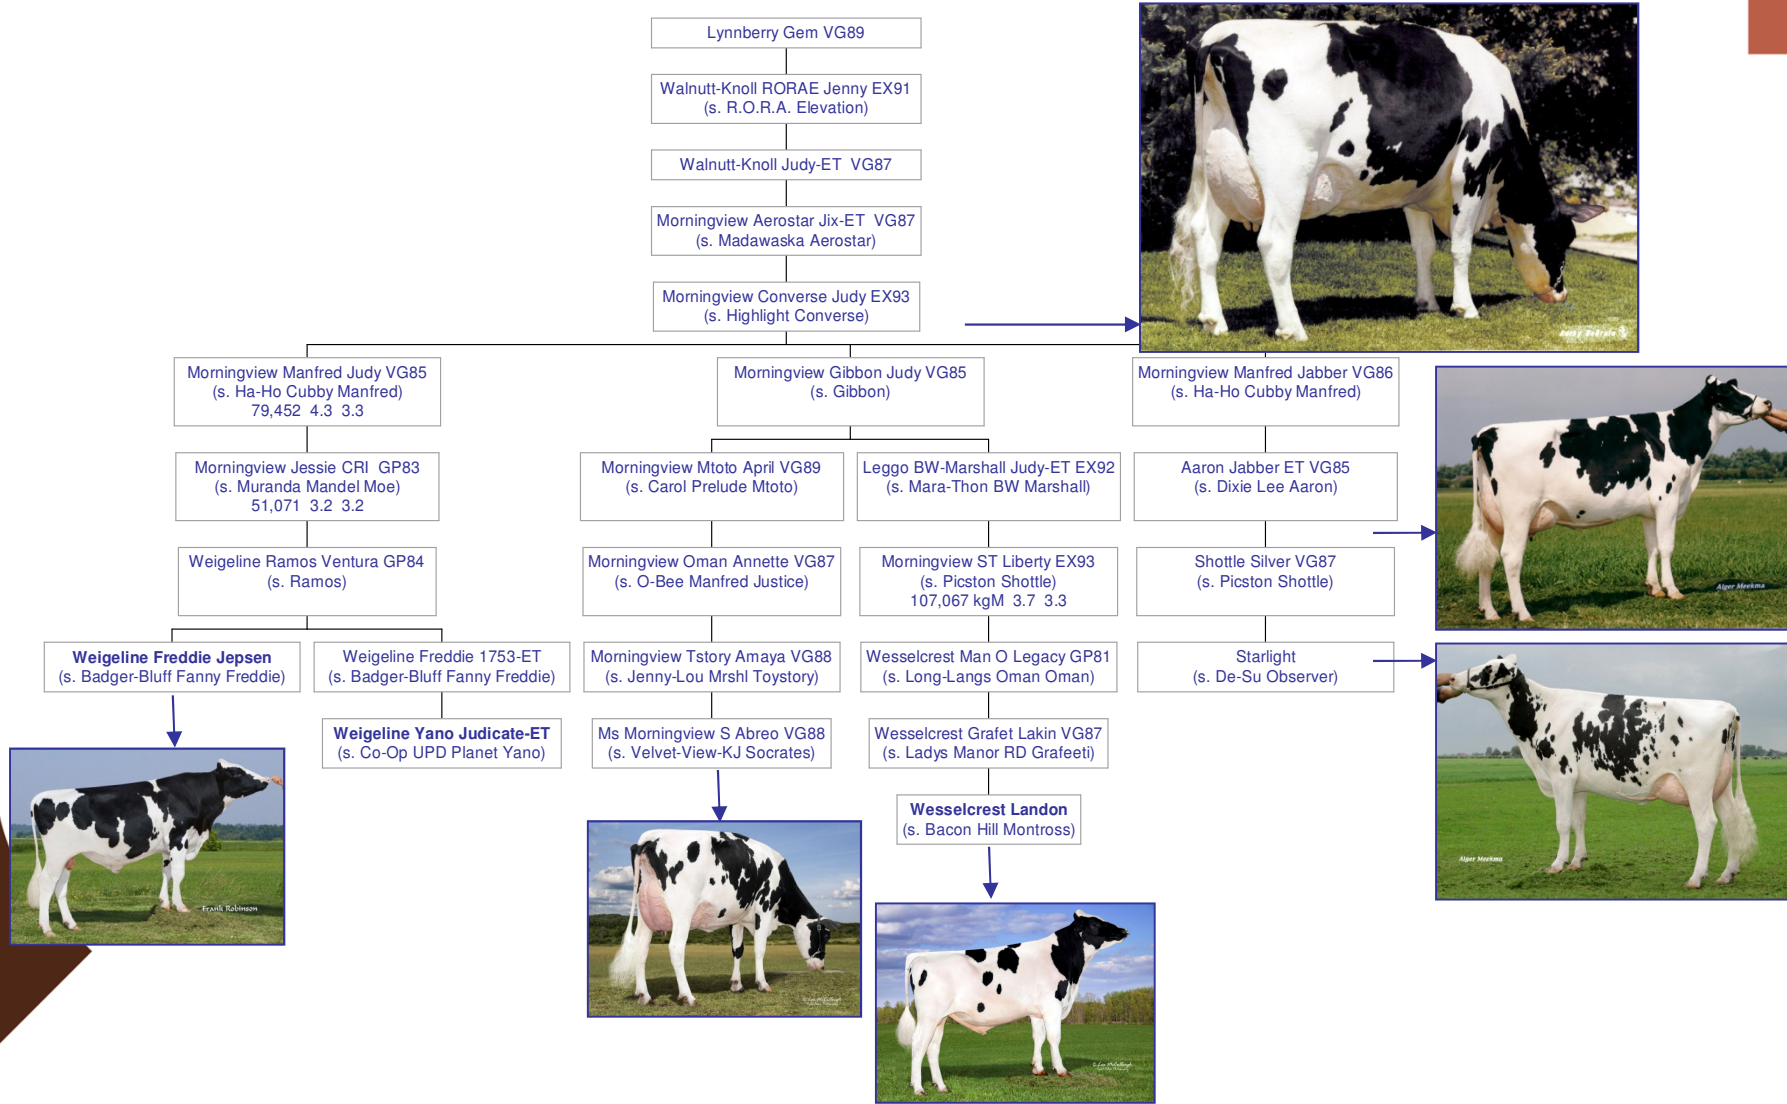 Lynnberry Gem VG89
Walnutt-Knoll RORAE Jenny EX91
(s. R.O.R.A. Elevation)
Walnutt-Knoll Judy-ET VG87
Morningview Aerostar Jix-ET VG87
(s. Madawaska Aerostar)
Morningview Converse Judy EX93
(s. Highlight Converse)
Morningview Manfred Judy VG85
(s. Ha-Ho Cubby Manfred)
79,452 4.3 3.3
Morningview Gibbon Judy VG85
(s. Gibbon)
Morningview Manfred Jabber VG86
(s. Ha-Ho Cubby Manfred)
Morningview Jessie CRI GP83
(s. Muranda Mandel Moe)
51,071 3.2 3.2
Morningview Mtoto April VG89
(s. Carol Prelude Mtoto)
Leggo BW-Marshall Judy-ET EX92
(s. Mara-Thon BW Marshall)
Aaron Jabber ET VG85
(s. Dixie Lee Aaron)
Weigeline Ramos Ventura GP84
(s. Ramos)
Morningview Oman Annette VG87
(s. O-Bee Manfred Justice)
Morningview ST Liberty EX93
(s. Picston Shottle)
107,067 kgM 3.7 3.3
Shottle Silver VG87
(s. Picston Shottle)
Alger Meekma
Weigeline Freddie Jepsen
(s. Badger-Bluff Fanny Freddie)
Weigeline Freddie 1753-ET
(s. Badger-Bluff Fanny Freddie)
Morningview Tstory Amaya VG88
(s. Jenny-Lou Mrshl Toystory)
Wesselcrest Man O Legacy GP81
(s. Long-Langs Oman Oman)
Starlight
(s. De-Su Observer)
Weigeline Yano Judicate-ET
(s. Co-Op UPD Planet Yano)
Ms Morningview S Abreo VG88
(s. Velvet-View-KJ Socrates)
Wesselcrest Grafet Lakin VG87
(s. Ladys Manor RD Grafeeti)
Wesselcrest Landon
(s. Bacon Hill Montross)
Alger Meekma
Frank Robinson